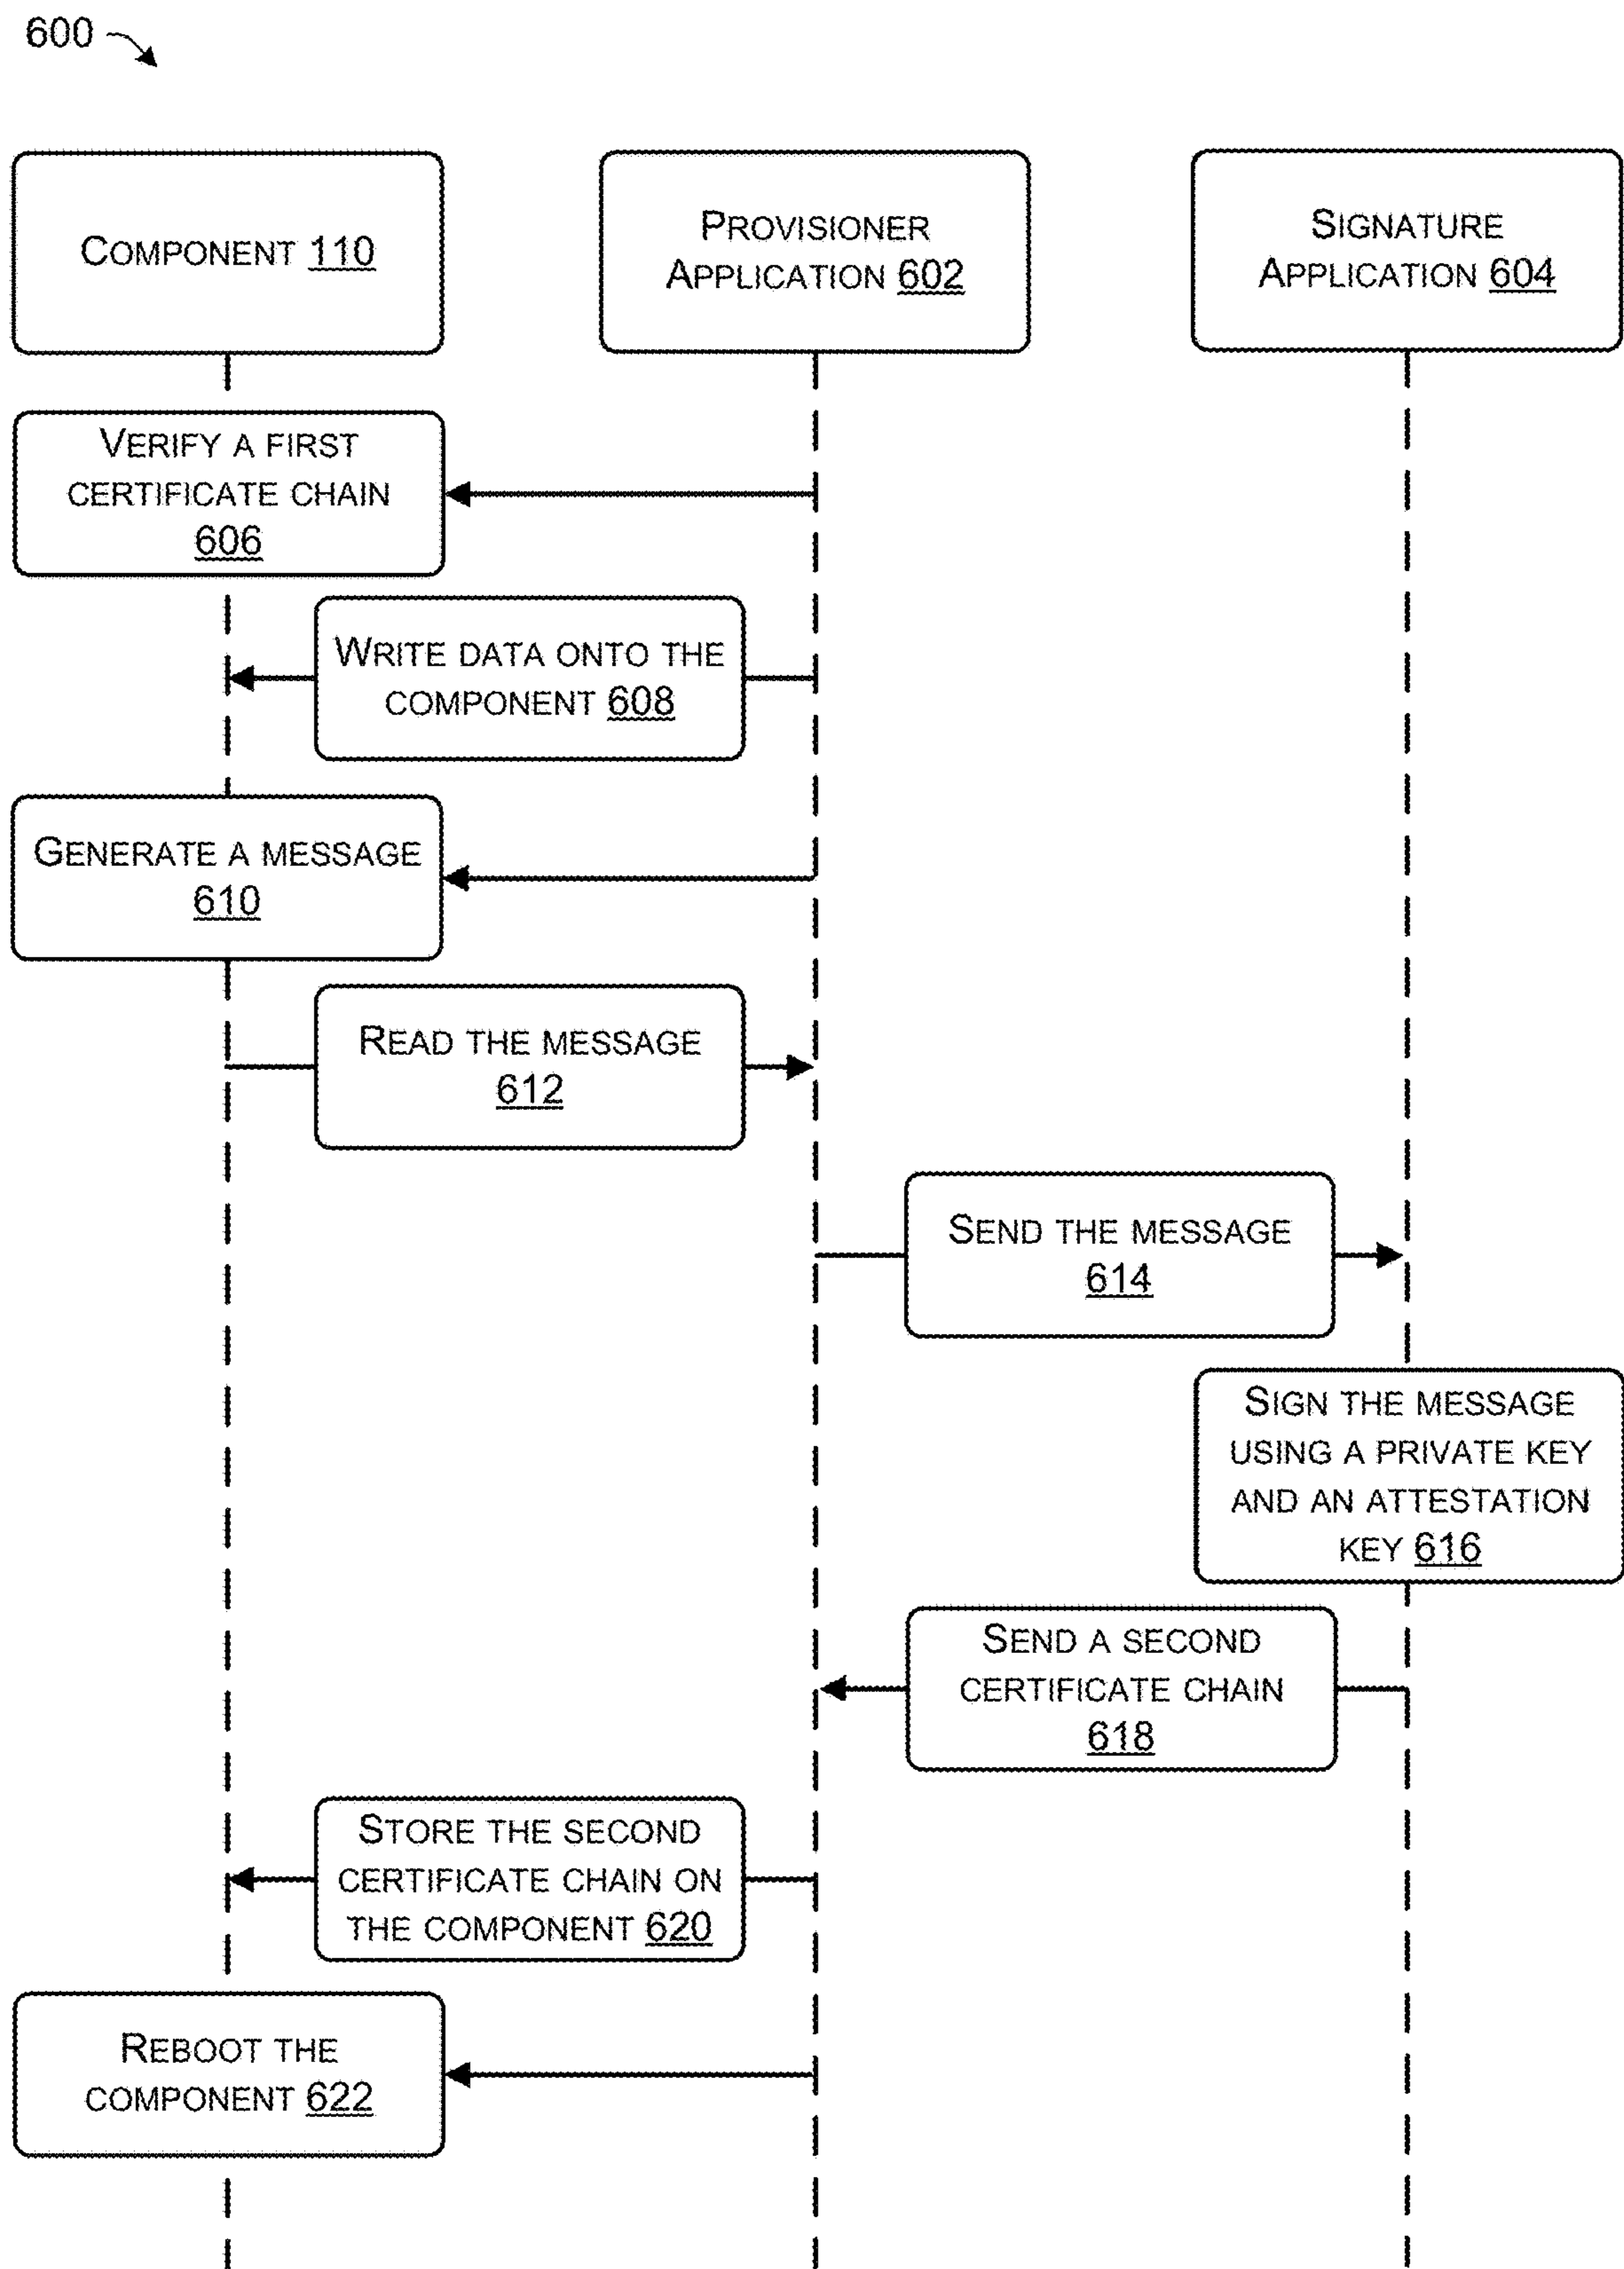 600
COMPONENT 110
PROVISIONER
APPLICATION 602
SIGNATURE
APPLICATION 604
VERIFY A FIRST
CERTIFICATE CHAIN
606
WRITE DATA ONTO THE
COMPONENT 608
GENERATE A MESSAGE
610
READ THE MESSAGE
612
SEND THE MESSAGE
614
SIGN THE MESSAGE
USING A PRIVATE KEY
AND AN ATTESTATION
KEY 616
SEND A SECOND
CERTIFICATE CHAIN
618
STORE THE SECOND
CERTIFICATE CHAIN ON
THE COMPONENT 620
REBOOT THE
COMPONENT 622